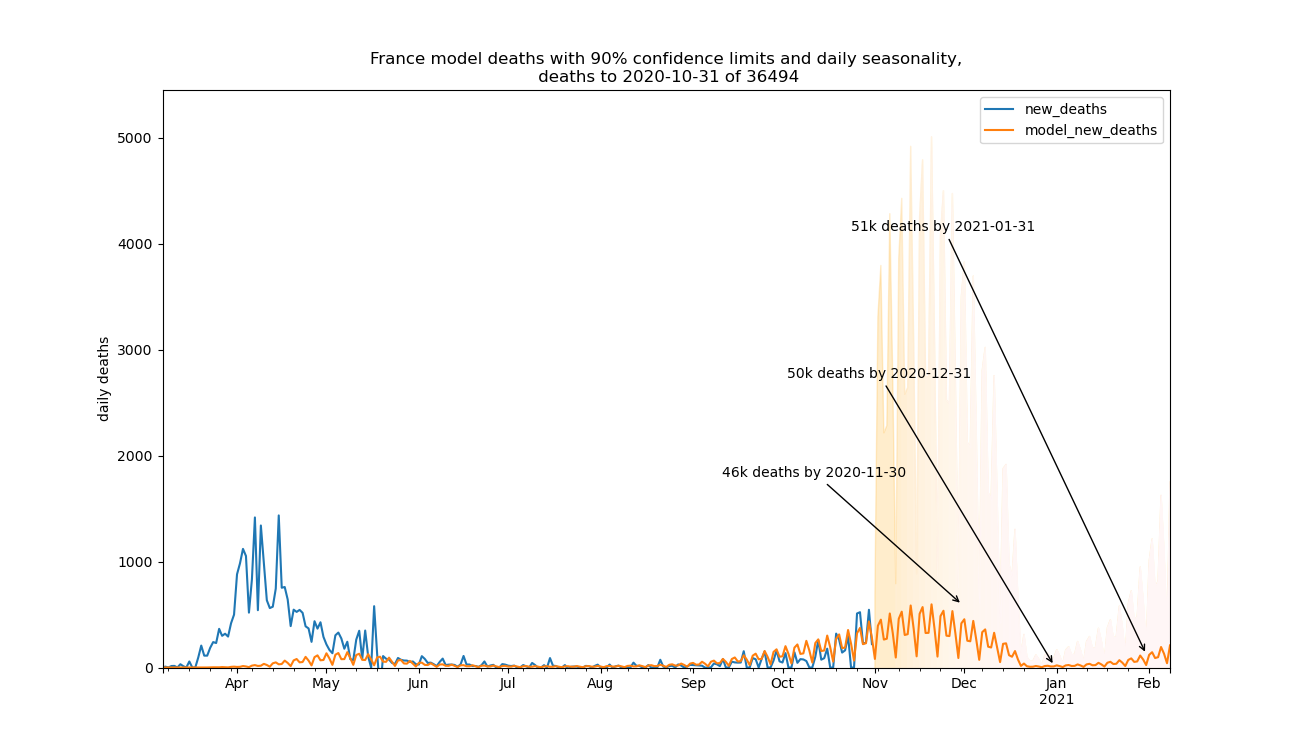 France model deaths with 90% confidence limits and daily seasonality,
deaths to 2020-10-31 of 36494
new_deaths
model_new_deaths
5000
4000
3000
2000
1000
0
daily deaths
51k deaths by 2021-01-31
50k deaths by 2020-12-31
46k deaths by 2020-11-30
Apr May Jun Jul Aug Sep Oct Nov Dec Jan Feb
2021